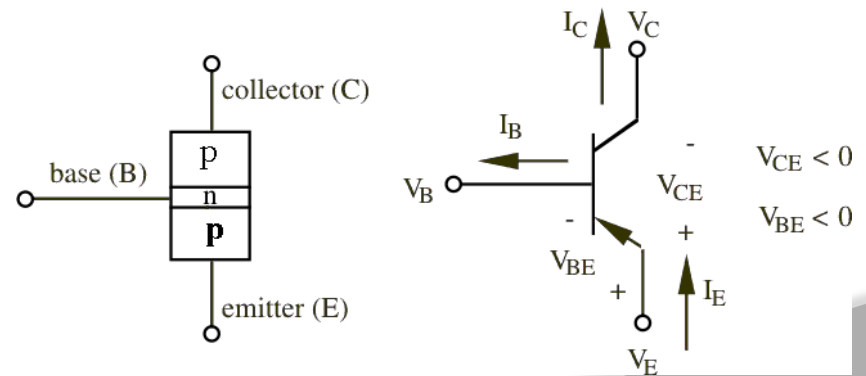 collector (C)
p
base (B)
n
p
emitter (E)
I_C
V_C
I_B
V_B
-
V_CE < 0
V_CE
-
V_BE < 0
+
V_BE
+
I_E
V_E